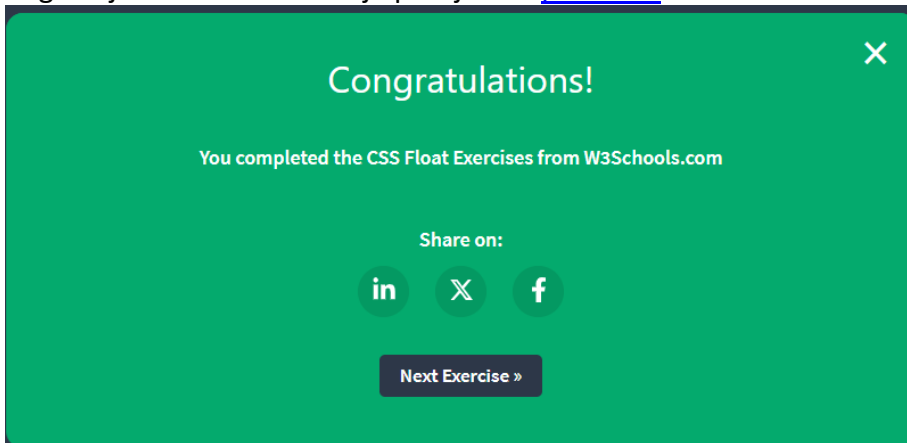 Congratulations!
You completed the CSS Float Exercises from W3Schools.com
Share on:
in X f
Next Exercise »